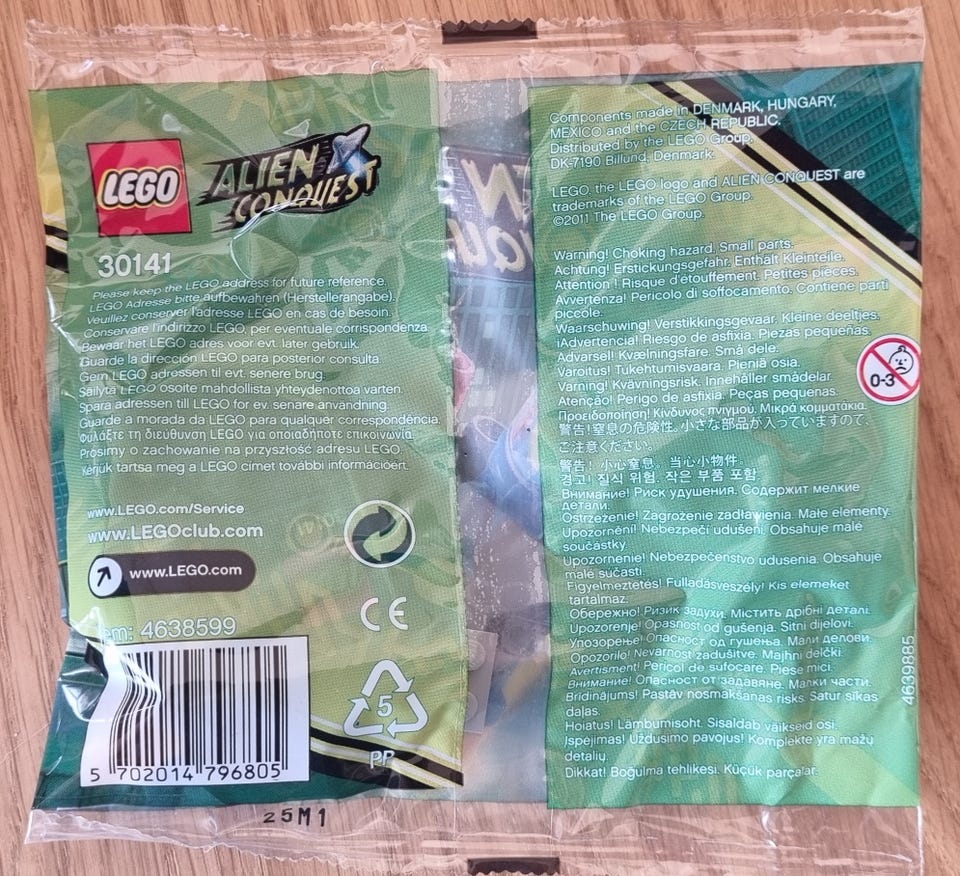 LEGO
ALIEN
CONQUEST
30141
Please keep the LEGO address for future reference.
LEGO Adresse bitte aufbewahren (Herstellerangabe).
Veuillez conserver l'adresse LEGO en cas de besoin.
Conservare l'indirizzo LEGO per eventuale corrispondenza
Bewaar het LEGO adres voor evt. later gebruik.
Guarde la dirección LEGO para posterior consulta.
Gem LEGO adressen til evt. senere brug.
Säilytä LEGO osoite mahdollista yhteydenottoa varten.
Spara adressen till LEGO for ev. senare användning.
Guarde a morada da LEGO para qualquer correspondência
Φυλάξτε τη διεύθυνση LEGO για οποιαδήποτε επικοινωνία.
Prosimy o zachowanie na przyszłość adresu LEGO.
Kérjük tartsa meg a LEGO címet további információért.
www.LEGO.com/Service
www.LEGOclub.com
www.LEGO.com
CE
em: 4638599
5 702014 796805
5
PP
25M1
Components made in DENMARK, HUNGARY,
MEXICO and the CZECH REPUBLIC.
Distributed by the LEGO Group,
DK-7190 Billund, Denmark.
LEGO, the LEGO logo and ALIEN CONQUEST are
trademarks of the LEGO Group.
©2011 The LEGO Group.
Warning! Choking hazard. Small parts.
Achtung! Erstickungsgefahr. Enthält Kleinteile.
Attention ! Risque d'étouffement. Petites pièces.
Avvertenza! Pericolo di soffocamento. Contiene parti
piccole.
Waarschuwing! Verstikkingsgevaar. Kleine deeltjes.
¡Advertencia! Riesgo de asfixia. Piezas pequeñas.
Advarsel! Kvælningsfare. Små dele.
Varoitus! Tukehtumisvaara. Pieniä osia.
Varning! Kvävningsrisk. Innehåller smådelar.
Atenção! Perigo de asfixia. Peças pequenas.
Προειδοποίηση! Κίνδυνος πνιγμού. Μικρά κομματάκια.
警告!窒息の危険性。小さな部品が入っていますので、
ご注意ください。
警告!小心窒息。当心小物件。
경고! 질식 위험. 작은 부품 포함.
Внимание! Риск удушения. Содержит мелкие
детали.
Ostrzeżenie! Zagrożenie zadławienia. Małe elementy.
Upozornění! Nebezpečí udušení. Obsahuje malé
součástky.
Upozornenie! Nebezpečenstvo udusenia. Obsahuje
malé súčasti.
Figyelmeztetés! Fulladásveszély! Kis elemeket
tartalmaz.
Обережно! Ризик задухи. Містить дрібні деталі.
Upozorenje! Opasnost od gušenja. Sitni dijelovi.
Упозорење! Опасност од гушења. Мали делови.
Opozorilo! Nevarnost zadušitve. Majhni delčki.
Avertisment! Pericol de sufocare. Piese mici.
Внимание! Опасност от задавяне. Малки части.
Brīdinājums! Pastāv nosmakšanas risks. Satur sīkas
daļas.
Hoiatus! Lämbumisoht. Sisaldab väikseid osi.
Įspėjimas! Uždusimo pavojus! Komplekte yra mažų
detalių.
Dikkat! Boğulma tehlikesi. Küçük parçalar.
0-3
4639885